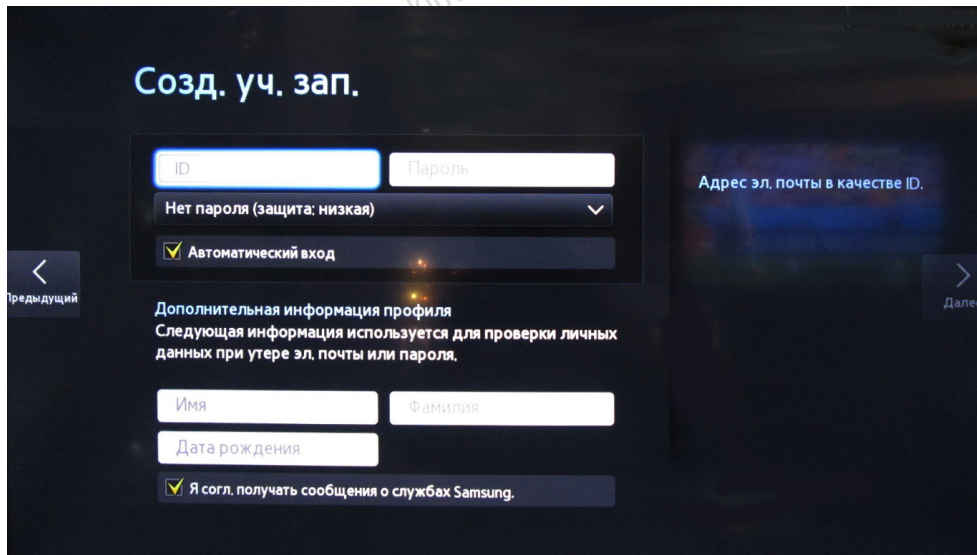 Созд. уч. зап.
ID
Пароль
Адрес эл. почты в качестве ID.
Нет пароля (защита: низкая)
Автоматический вход
Предыдущий
Дополнительная информация профиля
Следующая информация используется для проверки личных
данных при утере эл. почты или пароля.
Имя
Фамилия
Дата рождения
Я согл. получать сообщения о службах Samsung.